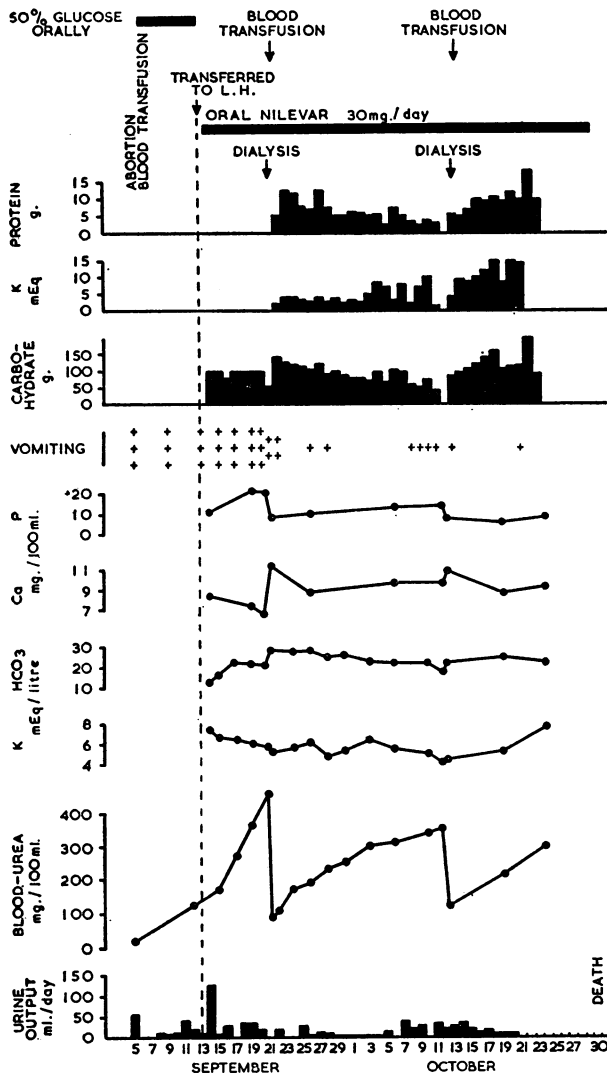 50% GLUCOSE ORALLY
BLOOD TRANSFUSION
BLOOD TRANSFUSION
ABORTION
BLOOD TRANSFUSION
TRANSFERRED TO L.H.
ORAL NILEVAR 30mg./day
DIALYSIS
DIALYSIS
PROTEIN g.
15
10
5
0
K mEq
15
10
5
0
CARBO-HYDRATE g.
150
100
50
0
VOMITING
+ + + + + + + + + + + + + + +
+ +
+ + + + + + + + + + + + + +
+ +
+ + + + + + +
P
20
10
0
Ca
mg./100ml.
11
9
7
HCO3
30
20
10
K
mEq/litre
8
6
4
BLOOD-UREA mg./100ml.
400
300
200
100
0
URINE OUTPUT ml./day
150
100
50
0
DEATH
5 7 9 11 13 15 17 19 21 23 25 27 29 1 3 5 7 9 11 13 15 17 19 21 23 25 27 30
SEPTEMBER OCTOBER